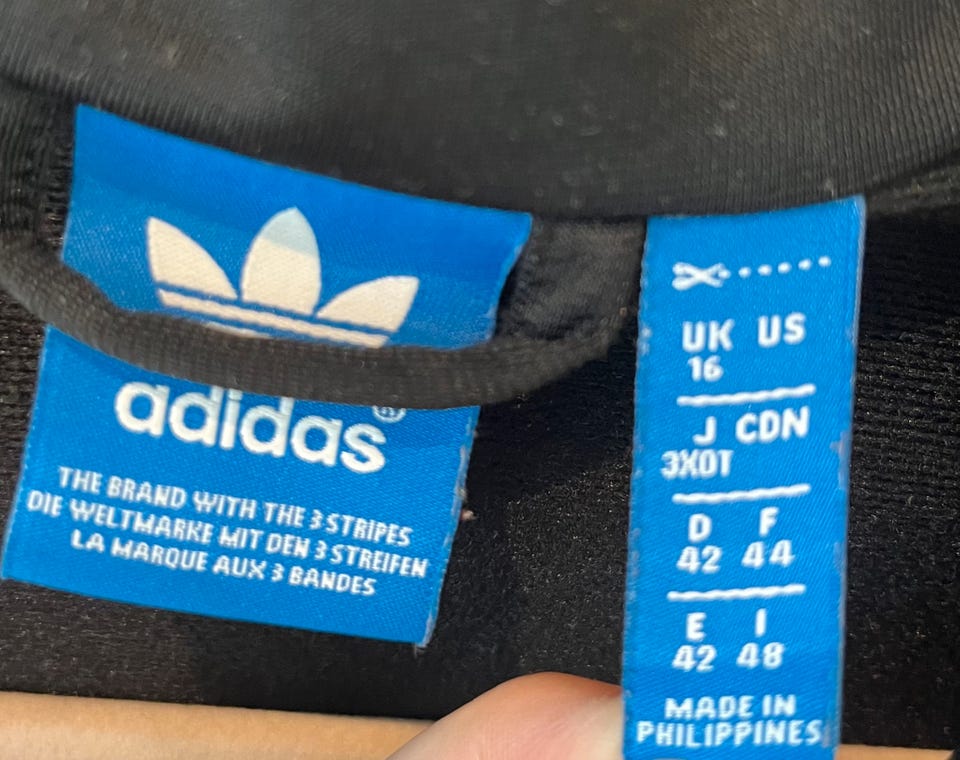 adidas®
THE BRAND WITH THE 3 STRIPES
DIE WELTMARKE MIT DEN 3 STREIFEN
LA MARQUE AUX 3 BANDES
UK US
16
J CDN
3XOT
D F
42 44
E I
42 48
MADE IN
PHILIPPINES